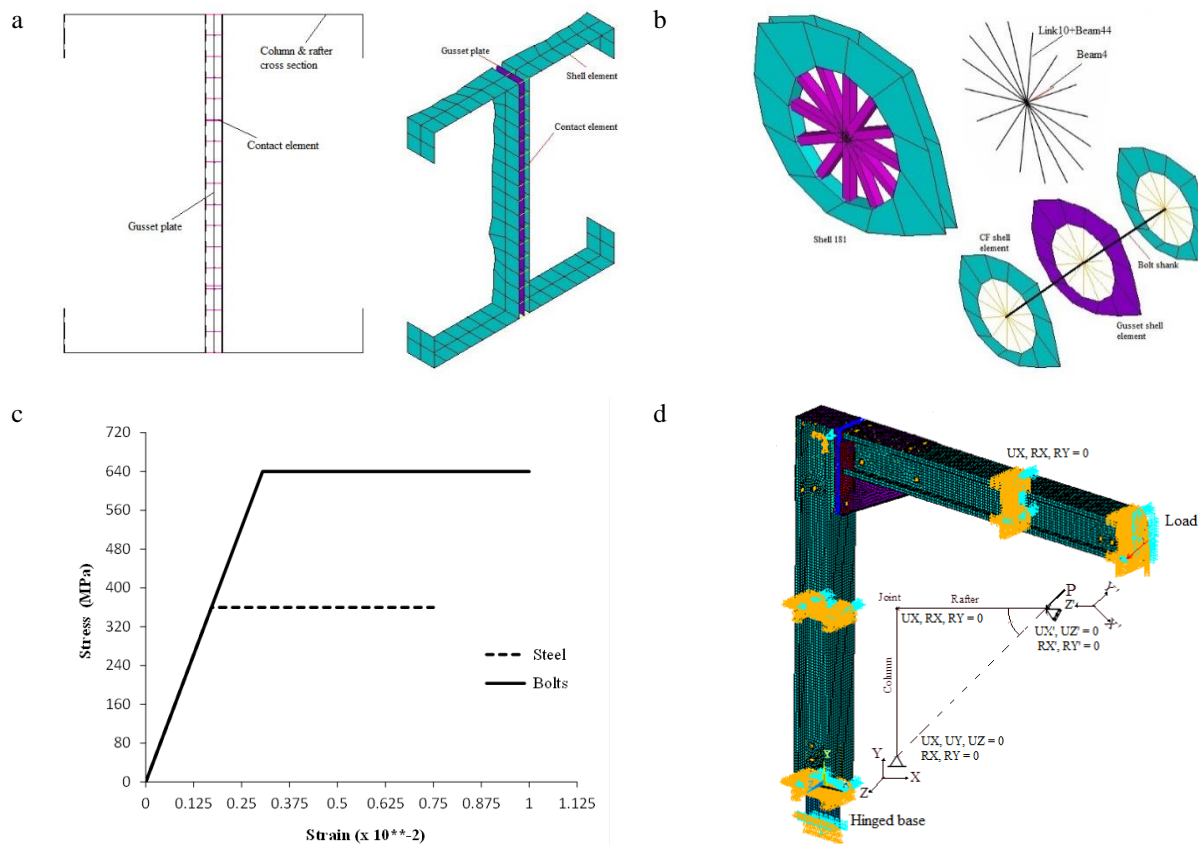 a
Column & rafter
cross section
Contact element
Gusset plate
Gusset plate
Shell element
Contact element
b
Link10+Beam44
Beam4
Shell 181
CF shell
element
Bolt shank
Gusset shell
element
c
Stress (MPa)
720
640
560
480
400
320
240
160
80
0
0 0.125 0.25 0.375 0.5 0.625 0.75 0.875 1 1.125
Strain (x 10**-2)
Steel
Bolts
d
UX, RX, RY = 0
Load
Joint
Rafter
P
Z'
UX, RX, RY = 0
UX', UZ' = 0
RX', RY' = 0
Column
UX, UY, UZ = 0
RX, RY = 0
Y
X
Z
Y
Hinged base